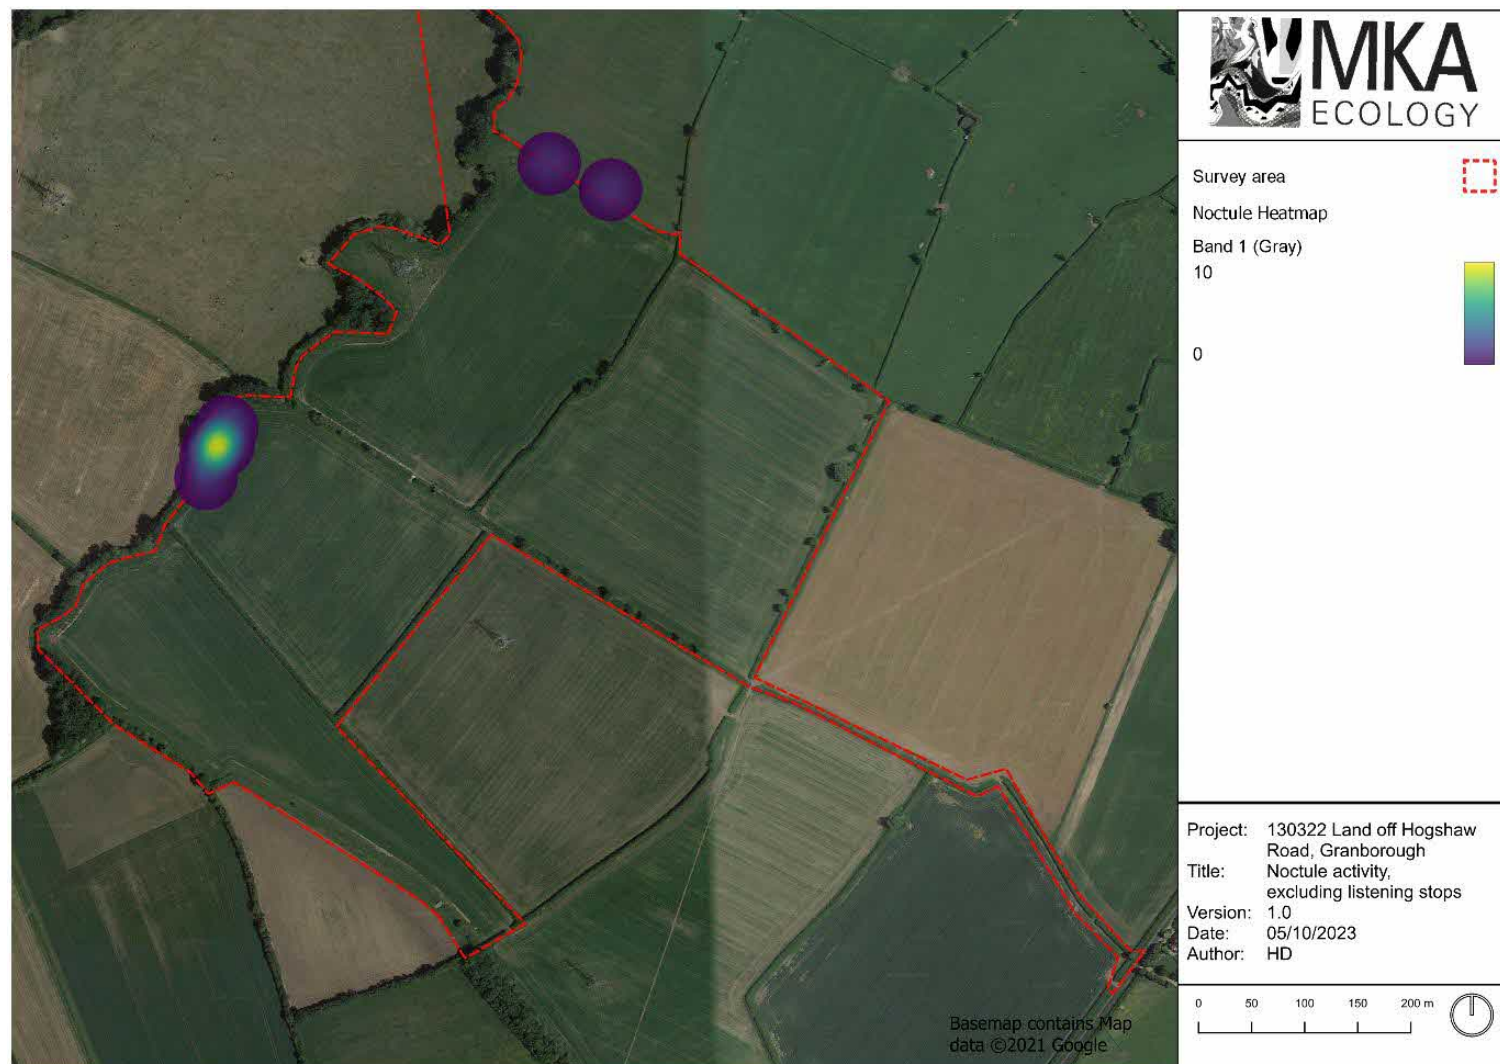 MKA
ECOLOGY
Survey area
Noctule Heatmap
Band 1 (Gray)
10
0
Project: 130322 Land off Hogshaw
Road, Granborough
Title: Noctule activity,
excluding listening stops
Version: 1.0
Date: 05/10/2023
Author: HD
0 50 100 150 200 m
Basemap contains Map
data ©2021 Google